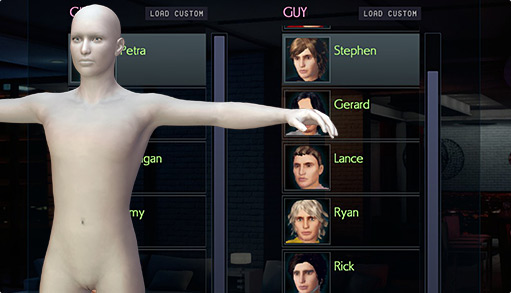 LOAD CUSTOM
GUY
LOAD CUSTOM
Petra
Stephen
Gerard
Lance
Ryan
Rick